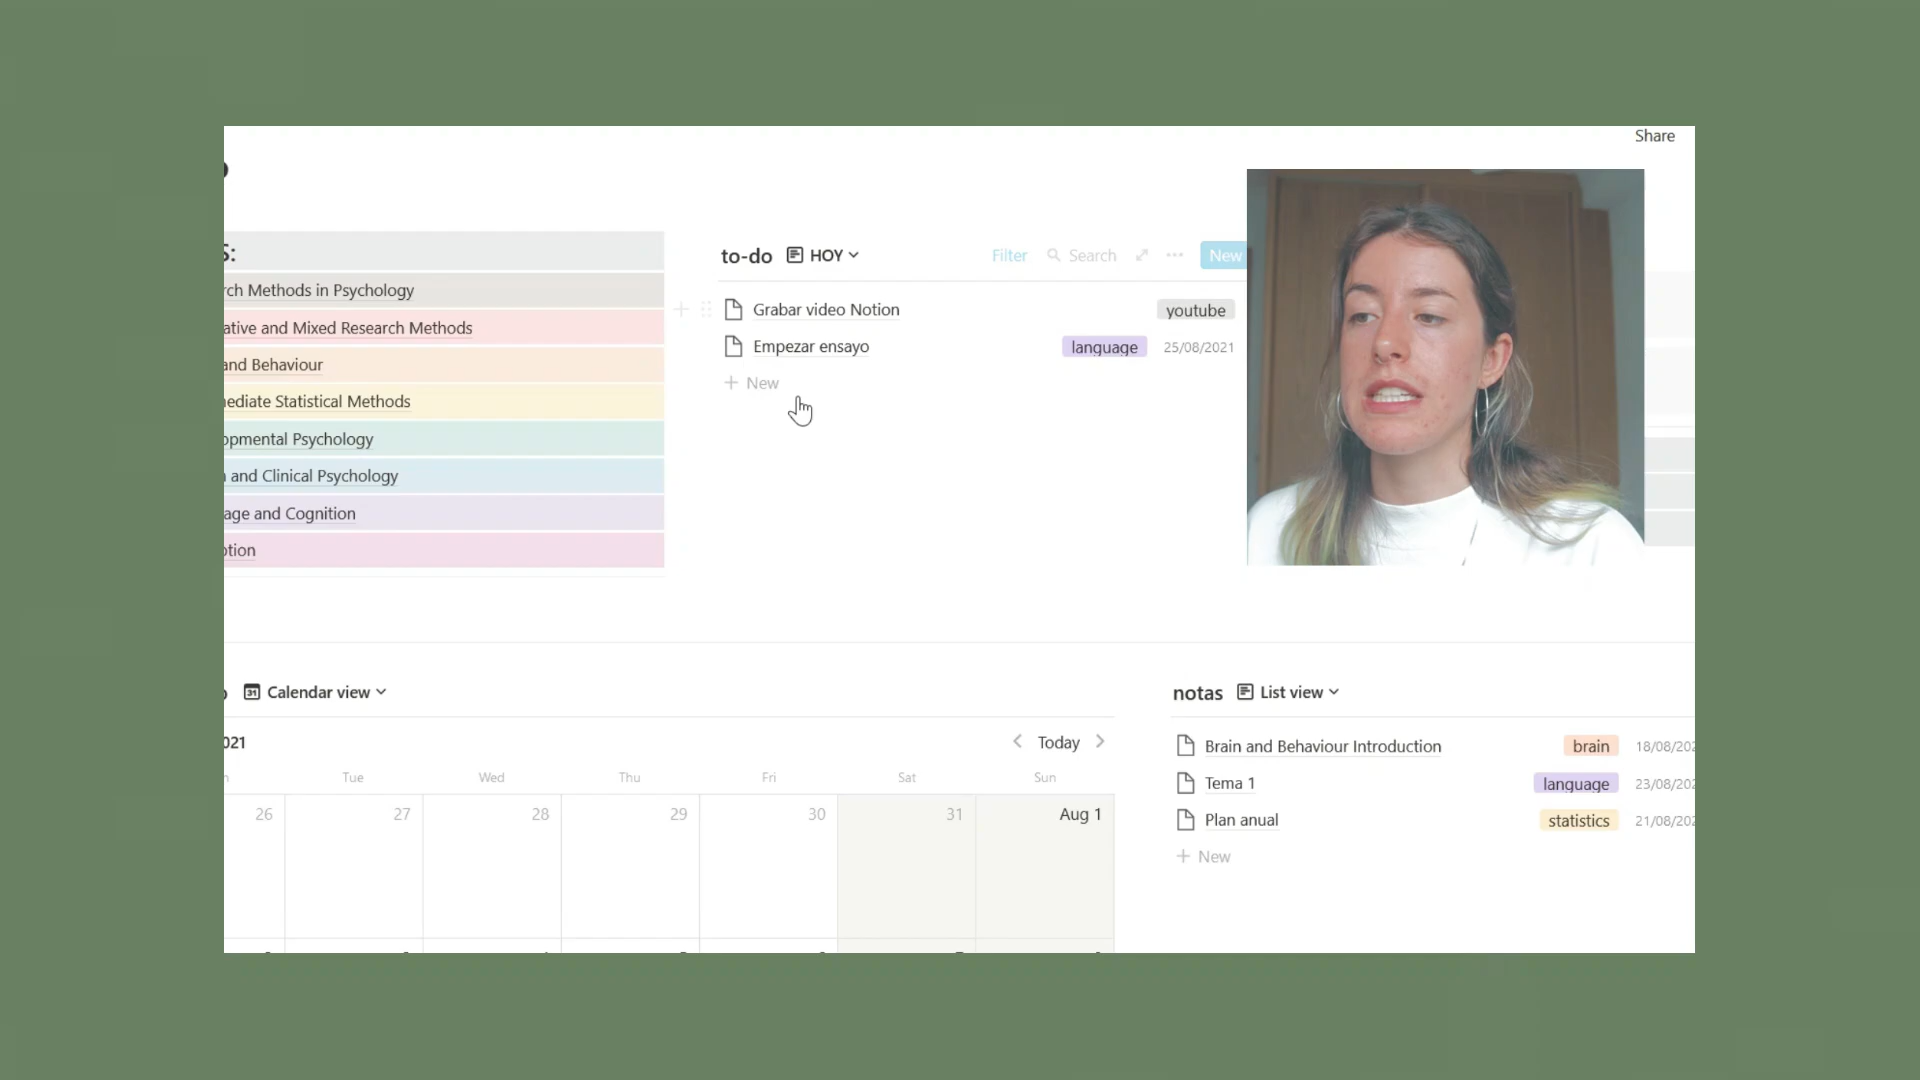 Share
S:
rch Methods in Psychology
ative and Mixed Research Methods
and Behaviour
nediate Statistical Methods
opmental Psychology
and Clinical Psychology
age and Cognition
otion
to-do HOY Filter Search New
Grabar video Notion youtube
Empezar ensayo language 25/08/2021
New
Calendar view
021 Today
Tue Wed Thu Fri Sat Sun
26 27 28 29 30 31 Aug 1
notas List view
Brain and Behaviour Introduction brain 18/08/202
Tema 1 language 23/08/202
Plan anual statistics 21/08/202
New